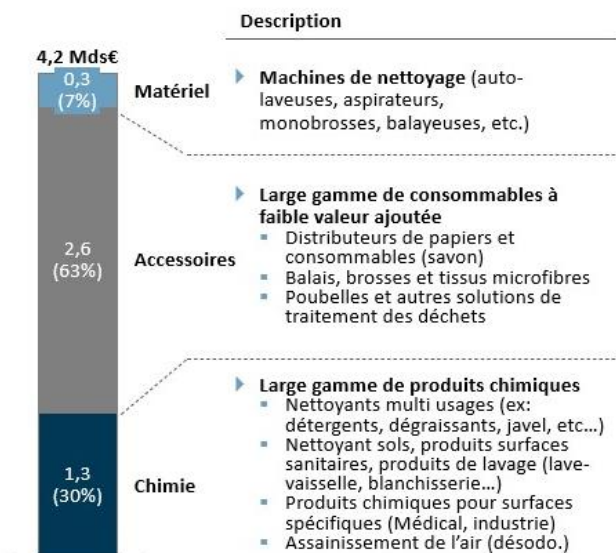 Description
4,2 Mds€
0,3
(7%)
Matériel
Machines de nettoyage (auto-
laveuses, aspirateurs,
monobrosses, balayeuses, etc.)
2,6
(63%)
Accessoires
Large gamme de consommables à
faible valeur ajoutée
Distributeurs de papiers et
consommables (savon)
Balais, brosses et tissus microfibres
Poubelles et autres solutions de
traitement des déchets
1,3
(30%)
Chimie
Large gamme de produits chimiques
Nettoyants multi usages (ex:
détergents, dégraissants, javel, etc...)
Nettoyant sols, produits surfaces
sanitaires, produits de lavage (lave-
vaisselle, blanchisserie...)
Produits chimiques pour surfaces
spécifiques (Médical, industrie)
Assainissement de l'air (désodo.)